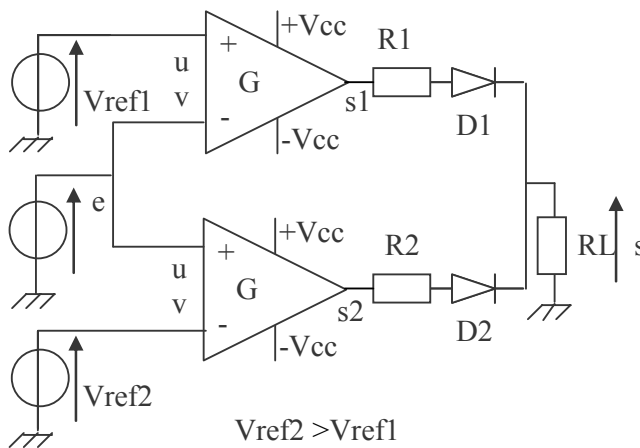 +Vcc
R1
+
u
G
Vref1
v
s1
-
D1
-Vcc
e
+Vcc
R2
RL
s
+
u
G
v
s2
-
D2
-Vcc
Vref2
Vref2 >Vref1